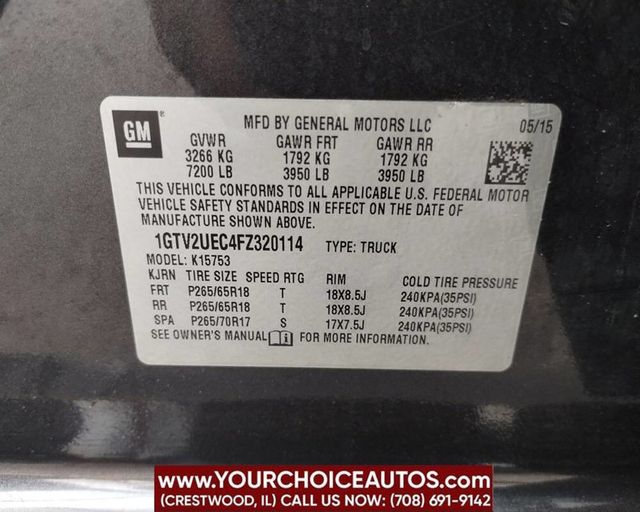 GM
MFD BY GENERAL MOTORS LLC 05/15
GVWR GAWR FRT GAWR RR
3266 KG 1792 KG 1792 KG
7200 LB 3950 LB 3950 LB
THIS VEHICLE CONFORMS TO ALL APPLICABLE U.S. FEDERAL MOTOR
VEHICLE SAFETY STANDARDS IN EFFECT ON THE DATE OF
MANUFACTURE SHOWN ABOVE.
1GTV2UEC4FZ320114 TYPE: TRUCK
MODEL: K15753
KJRN TIRE SIZE SPEED RTG RIM COLD TIRE PRESSURE
FRT P265/65R18 T 18X8.5J 240KPA(35PSI)
RR P265/65R18 T 18X8.5J 240KPA(35PSI)
SPA P265/70R17 S 17X7.5J 240KPA(35PSI)
SEE OWNER'S MANUAL FOR MORE INFORMATION.
www.YOURCHOICEAUTOS.COM
(CRESTWOOD, IL) CALL: (708) 691-9142